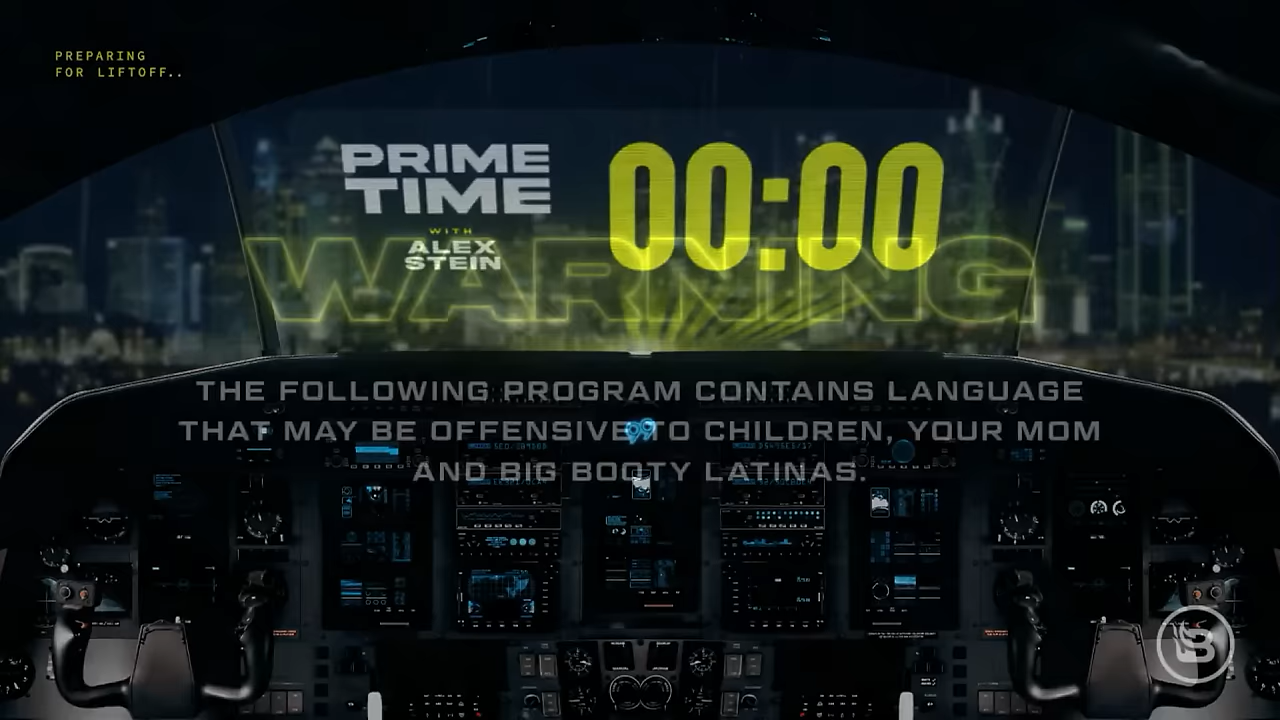 PREPARING
FOR LIFTOFF..
PRIME
TIME
WITH
ALEX
STEIN
00:00
WARNING
THE FOLLOWING PROGRAM CONTAINS LANGUAGE
THAT MAY BE OFFENSIVE TO CHILDREN, YOUR MOM
AND BIG BOOTY LATINAS.
99
B